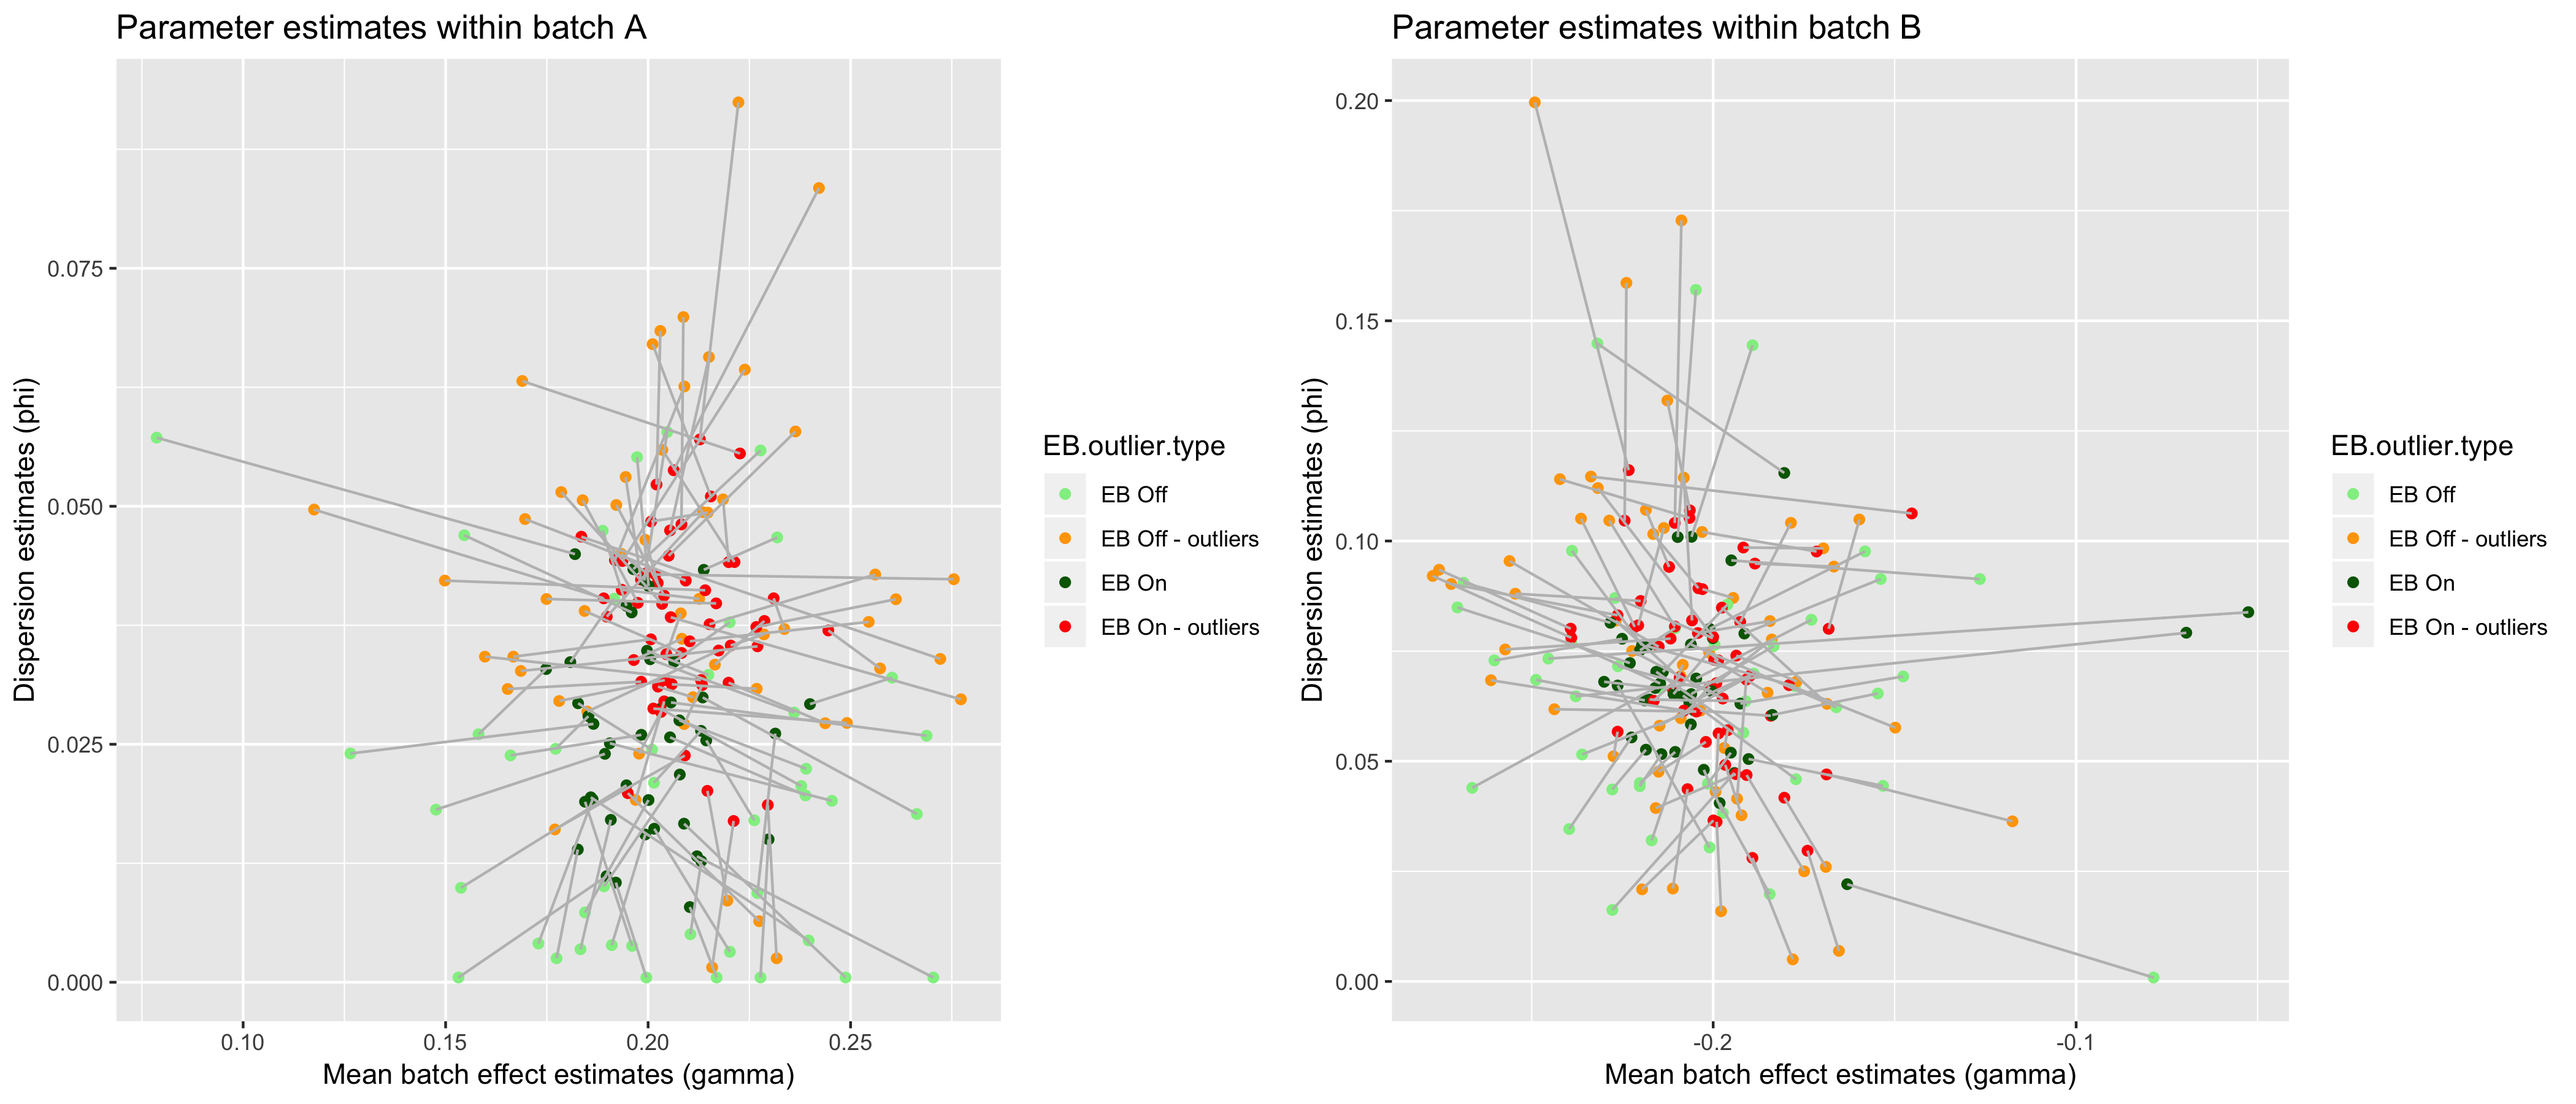 Parameter estimates within batch A
Dispersion estimates (phi)
0.075
0.050
0.025
0.000
0.10
0.15
0.20
0.25
Mean batch effect estimates (gamma)
EB.outlier.type
EB Off
EB Off - outliers
EB On
EB On - outliers
Parameter estimates within batch B
Dispersion estimates (phi)
0.20
0.15
0.10
0.05
0.00
-0.2
-0.1
Mean batch effect estimates (gamma)
EB.outlier.type
EB Off
EB Off - outliers
EB On
EB On - outliers